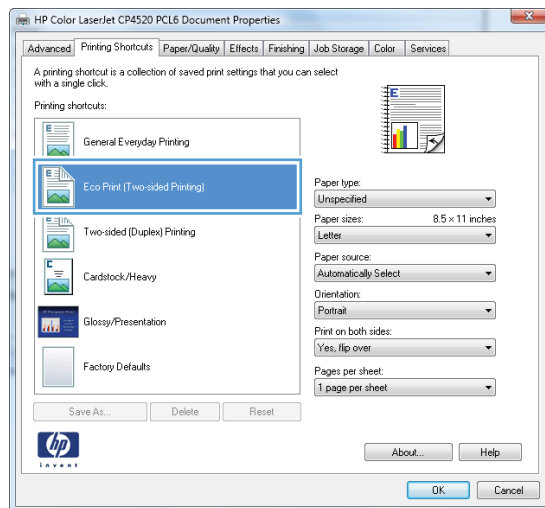 HP Color LaserJet CP4520 PCL6 Document Properties
Advanced Printing Shortcuts Paper/Quality Effects Finishing Job Storage Color Services
A printing shortcut is a collection of saved print settings that you can select
with a single click.
Printing shortcuts:
General Everyday Printing
Eco Print (Two-sided Printing)
Two-sided (Duplex) Printing
Cardstock/Heavy
Glossy/Presentation
Factory Defaults
Save As... Delete Reset
E
Paper type:
Unspecified
Paper sizes: 8.5 × 11 inches
Letter
Paper source:
Automatically Select
Orientation:
Portrait
Print on both sides:
Yes, flip over
Pages per sheet:
1 page per sheet
hp
invent
About... Help
OK Cancel